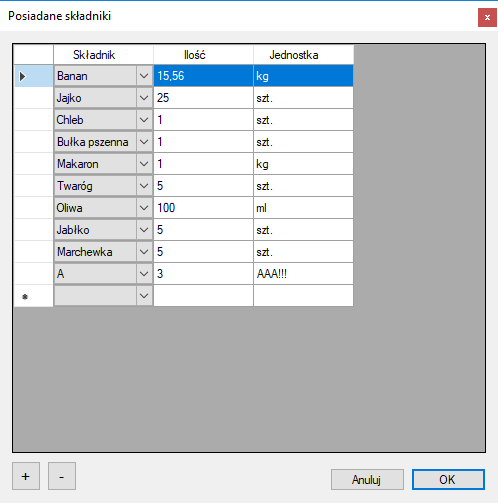 Posiadane składniki
Składnik Ilość Jednostka
Banan 15,56 kg
Jajko 25 szt.
Chleb 1 szt.
Bułka pszenna 1 szt.
Makaron 1 kg
Twaróg 5 szt.
Oliwa 100 ml
Jabłko 5 szt.
Marchewka 5 szt.
A 3 AAA!!!
+ - Anuluj OK